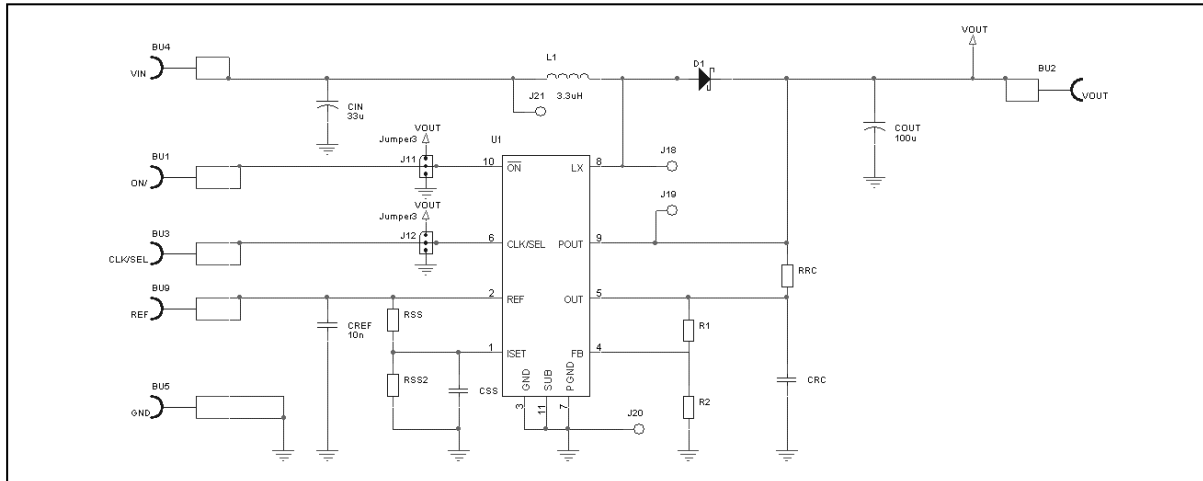 BU4
VIN
CIN
33u
J21
L1
3.3uH
D1
VOUT
BU2
VOUT
COUT
100u
VOUT
Jumper3
J11
BU1
ON/
U1
10
ON
LX
8
J18
J19
VOUT
Jumper3
J12
BU3
CLK/SEL
6
CLK/SEL
POUT
9
RRC
BU9
REF
2
REF
OUT
5
CREF
10n
RSS
R1
1
ISET
FB
4
RSS2
CSS
GND
SUB
PGND
3
11
7
J20
R2
CRC
BU5
GND